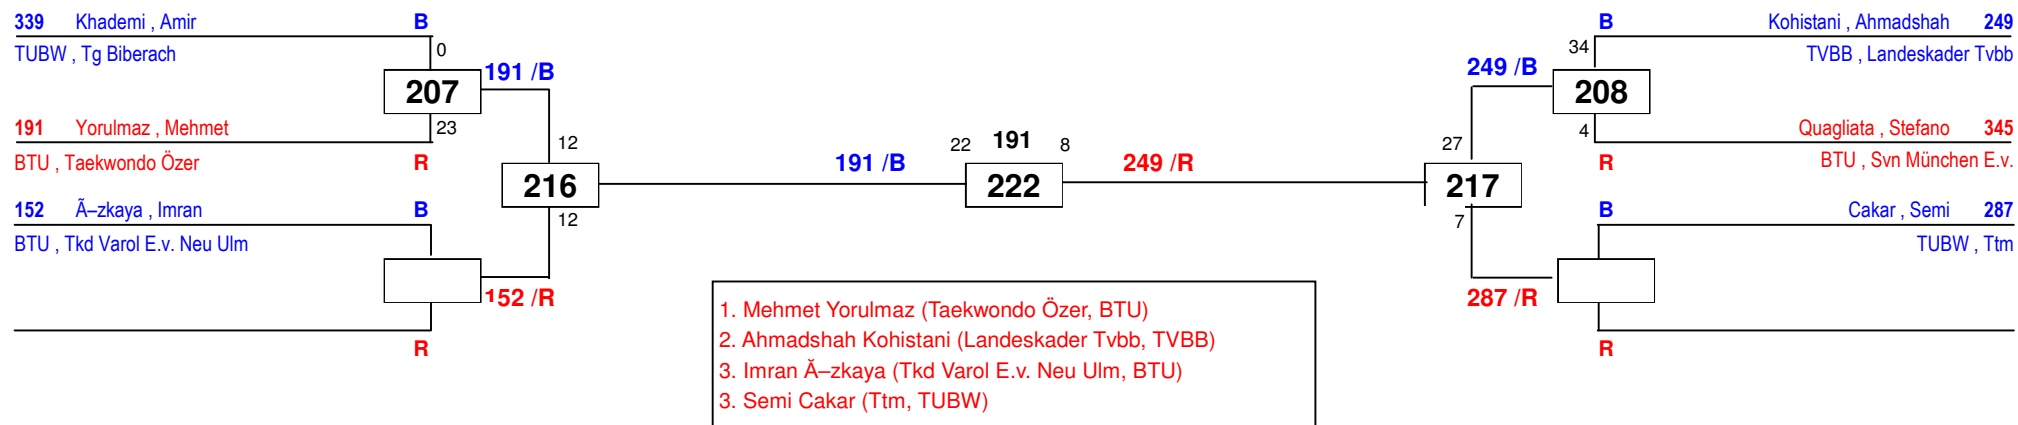 339 Khademi , Amir B
TUBW , Tg Biberach
0
207
191 /B
23
191 Yorulmaz , Mehmet
BTU , Taekwondo Özer R
152 Ã–zkaya , Imran B
BTU , Tkd Varol E.v. Neu Ulm
152 /R
R
12
216
12
191 /B
22 191 8
222
249 /R
27
217
7
B Kohistani , Ahmadshah 249
34
TVBB , Landeskader Tvbb
249 /B
208
4
Quagliata , Stefano 345
R BTU , Svn München E.v.
B Cakar , Semi 287
TUBW , Ttm
287 /R
R
1. Mehmet Yorulmaz (Taekwondo Özer, BTU)
2. Ahmadshah Kohistani (Landeskader Tvbb, TVBB)
3. Imran Ã–zkaya (Tkd Varol E.v. Neu Ulm, BTU)
3. Semi Cakar (Ttm, TUBW)